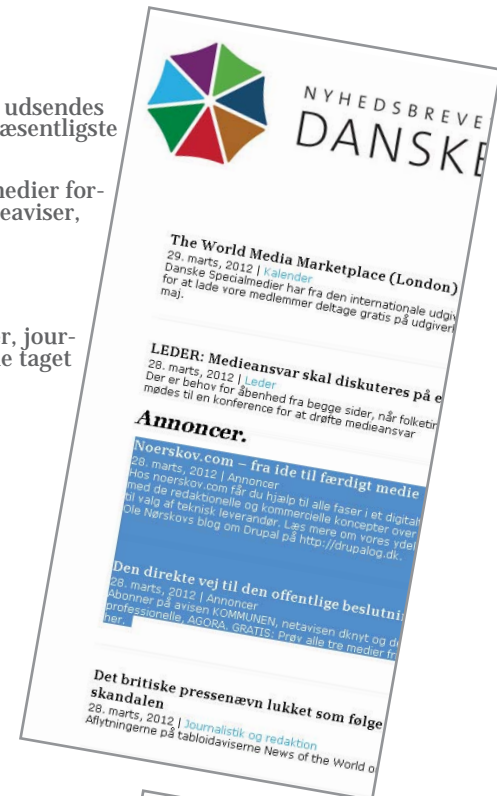 udsendes
æsentligste
nedier for-
eaviser,
r, jour-
e taget
NYHEDSBREVE
DANSKE
The World Media Marketplace (London)
29. marts, 2012 | Kalender
Danske Specialmedier har fra den internationale udgiv
for at lade vore medlemmer deltage gratis på udgiver
maj.
LEDER: Medieansvar skal diskuteres på e
28. marts, 2012 | Leder
Der er behov for åbenhed fra begge sider, når folketin
mødes til en konference for at drøfte medieansvar
Annoncer.
Noerskov.com – fra ide til færdigt medie
28. marts, 2012 | Annoncer
Hos noerskov.com får du hjælp til alle faser i et digitalt
med de redaktionelle og kommercielle koncepter over
til valg af teknisk leverandør. Læs mere om vores ydel
Ole Nørskovs blog om Drupal på http://drupalog.dk.
Den direkte vej til den offentlige beslutni
28. marts, 2012 | Annoncer
Abonner på avisen KOMMUNEN, netavisen dknyt og d
professionelle, AGORA. GRATIS: Prøv alle tre medier fri
her.
Det britiske pressenævn lukket som følge
skandalen
28. marts, 2012 | Journalistik og redaktion
Aflytningerne på tabloidaviserne News of the World o